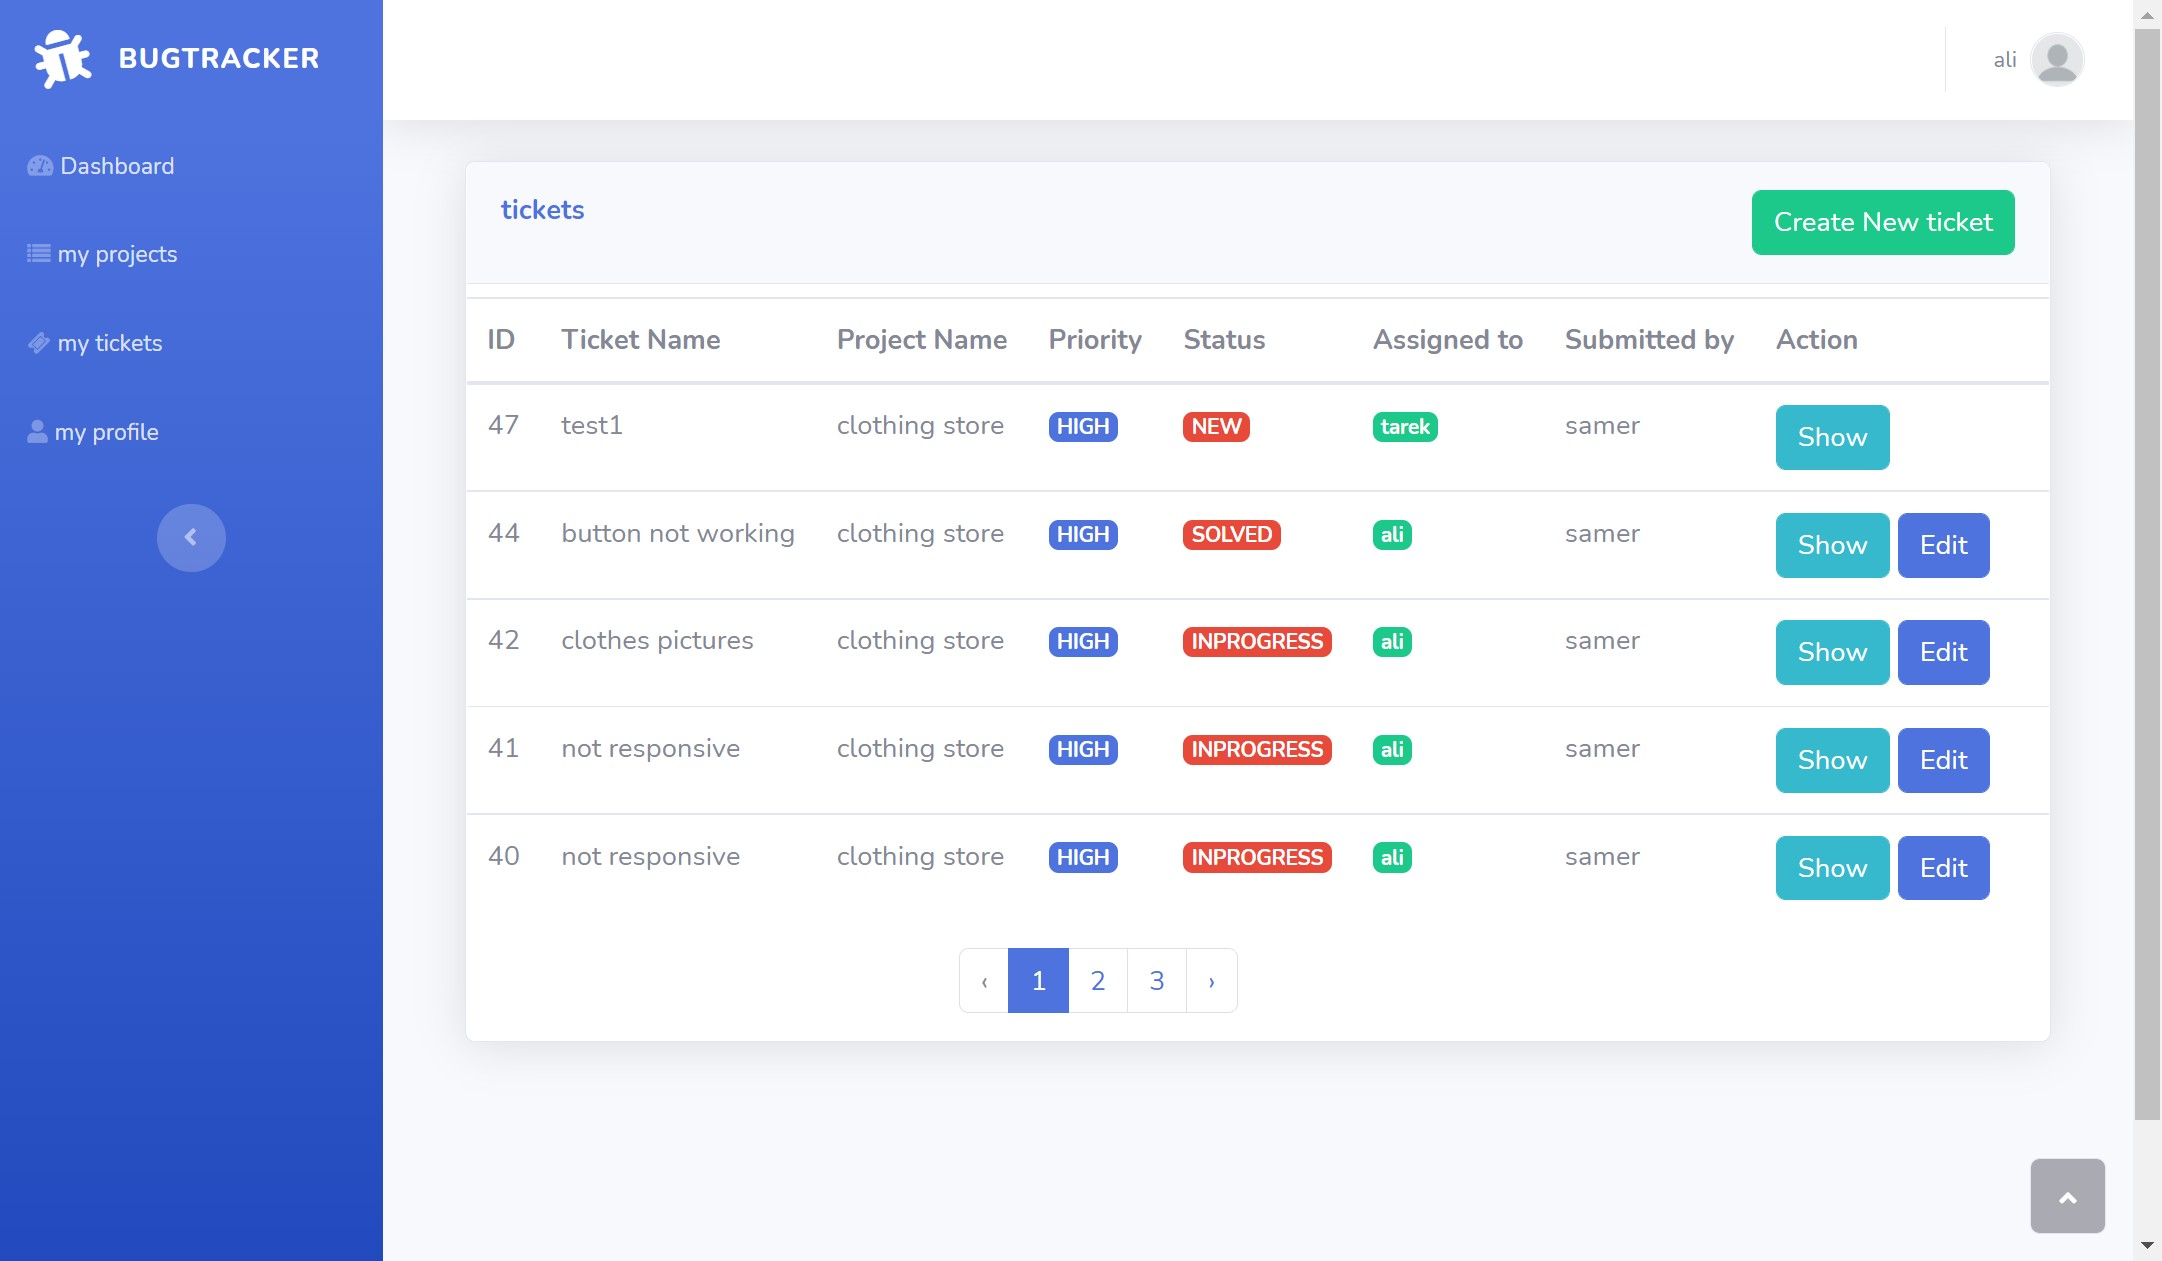 BUGTRACKER
ali
Dashboard
my projects
my tickets
my profile
tickets
Create New ticket
ID Ticket Name Project Name Priority Status Assigned to Submitted by Action
47 test1 clothing store HIGH NEW tarek samer Show
44 button not working clothing store HIGH SOLVED ali samer Show Edit
42 clothes pictures clothing store HIGH INPROGRESS ali samer Show Edit
41 not responsive clothing store HIGH INPROGRESS ali samer Show Edit
40 not responsive clothing store HIGH INPROGRESS ali samer Show Edit
‹ 1 2 3 ›